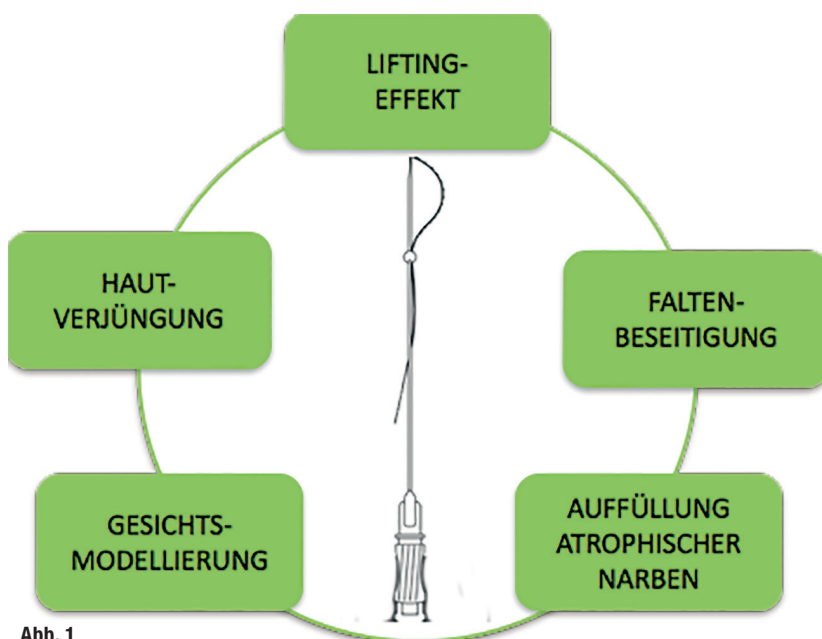 LIFTING-
EFFEKT
HAUT-
VERJÜNGUNG
FALTEN-
BESEITIGUNG
GESICHTS-
MODELLIERUNG
AUFFÜLLUNG
ATROPHISCHER
NARBEN
Abb. 1